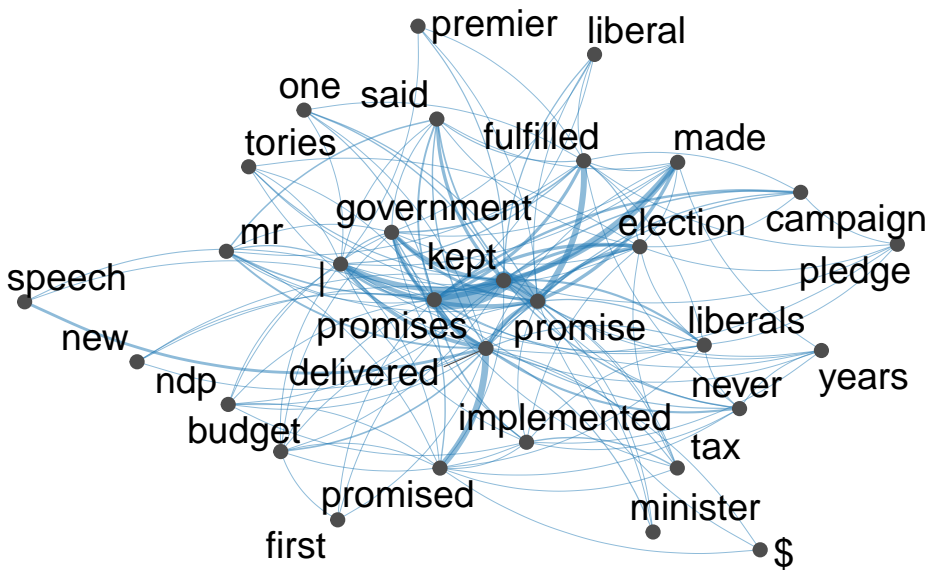 premier
liberal
one
said
tories
fulfilled
made
government
mr
election
campaign
kept
pledge
speech
|
promises
promise
liberals
new
ndp
delivered
never
years
budget
implemented
tax
promised
minister
first
$